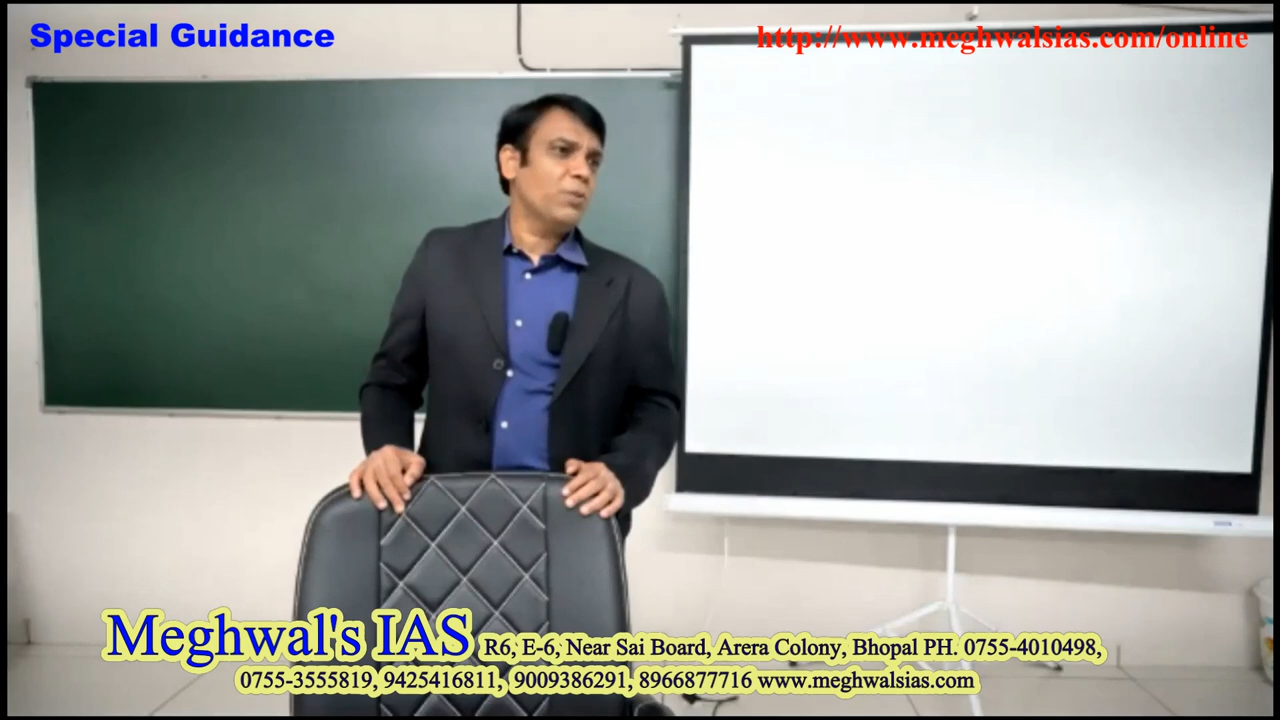 Special Guidance
http://www.meghwalsias.com/online
Meghwal's IAS R6, E-6, Near Sai Board, Arera Colony, Bhopal PH. 0755-4010498,
0755-3555819, 9425416811, 9009386291, 8966877716 www.meghwalsias.com